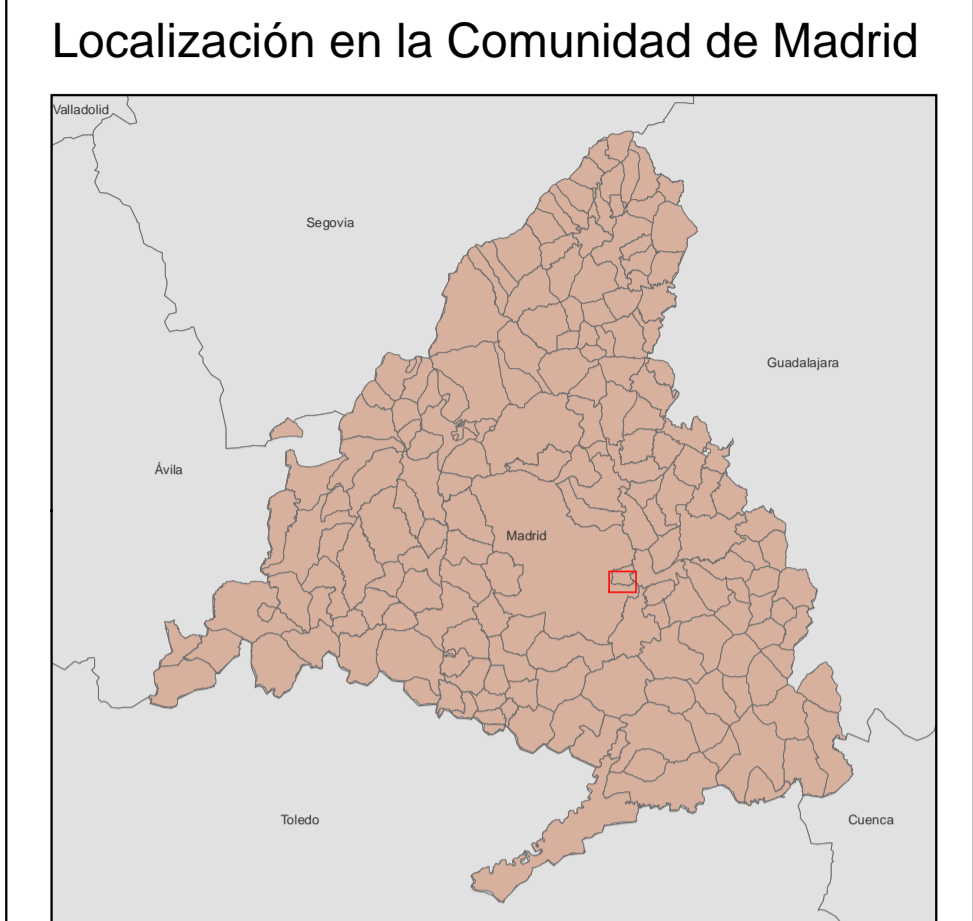 Localización en la Comunidad de Madrid
Valladolid
Segovia
Guadalajara
Ávila
Madrid
Toledo
Cuenca